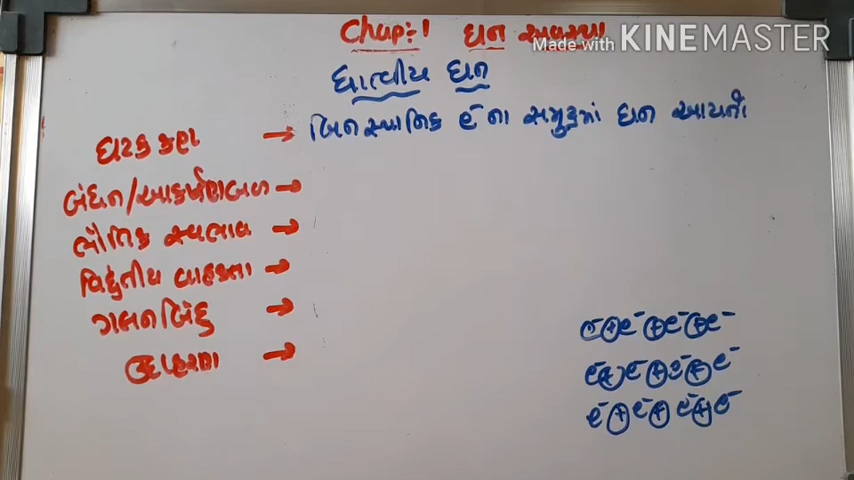 Chap:-1 ઘન અવસ્થા
Made with KINEMASTER
ધાત્વીય ઘન
ઘટક કણ → બિનસ્થાનિક e⁻ ના સમુદ્રમાં ઘન આયનો
બંધન/આકર્ષણબળ →
ભૌતિક સ્વભાવ →
વિદ્યુતીય વાહકતા →
ગલનબિંદુ →
ઉદાહરણ →
e⁻ + e⁻ + e⁻ + e⁻
e⁻ + e⁻ + e⁻ + e⁻
e⁻ + e⁻ + e⁻ + e⁻